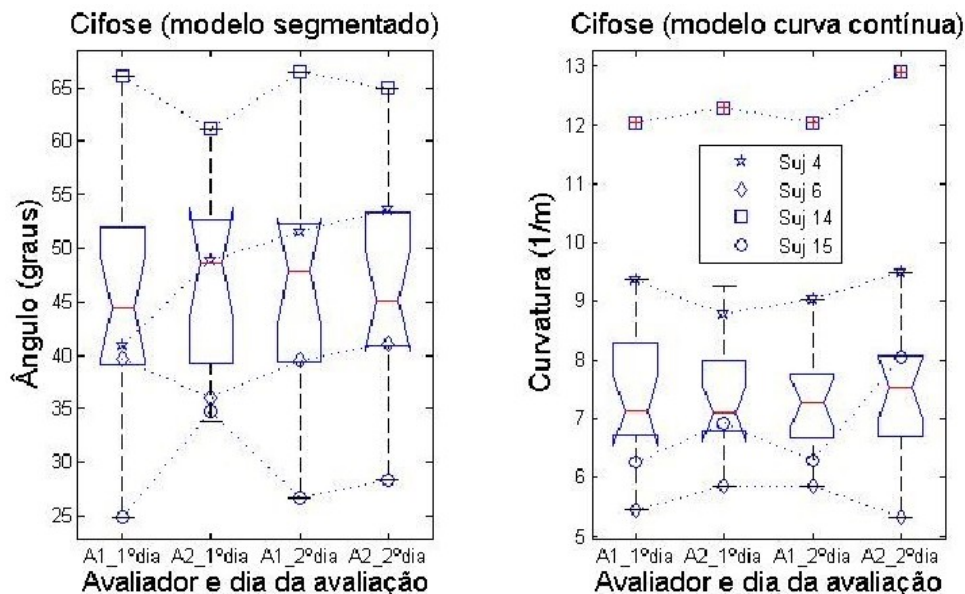 Cifose (modelo segmentado)
Ângulo (graus)
65
60
55
50
45
40
35
30
25
A1_1ºdia A2_1ºdia A1_2ºdia A2_2ºdia
Avaliador e dia da avaliação
Cifose (modelo curva contínua)
Curvatura (1/m)
13
12
11
10
9
8
7
6
5
Suj 4
Suj 6
Suj 14
Suj 15
A1_1ºdia A2_1ºdia A1_2ºdia A2_2ºdia
Avaliador e dia da avaliação